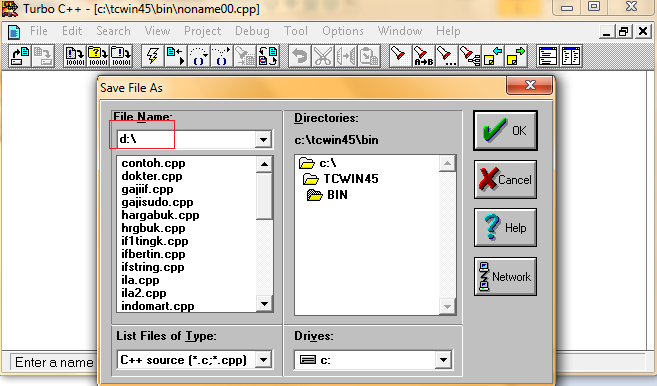 Turbo C++ - [c:\tcwin45\bin\noname00.cpp]
File Edit Search View Project Debug Tool Options Window Help
Save File As
File Name:
d:\
contoh.cpp
dokter.cpp
gajiif.cpp
gajisudo.cpp
hargabuk.cpp
hrgbuk.cpp
if1tingk.cpp
ifbertin.cpp
ifstring.cpp
ila.cpp
ila2.cpp
indomart.cpp
List Files of Type:
C++ source (*.c;*.cpp)
Directories:
c:\tcwin45\bin
c:\
TCWIN45
BIN
Drives:
c:
OK
Cancel
Help
Network
Enter a name